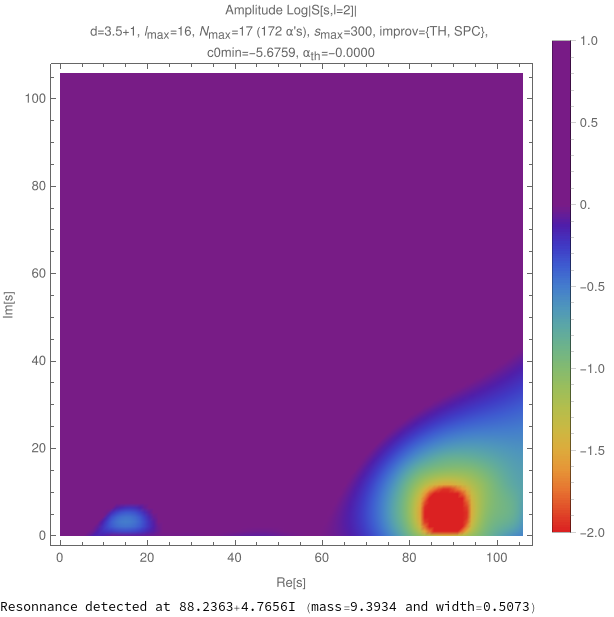 Amplitude Log|S[s,l=2]|
d=3.5+1, lmax=16, Nmax=17 (172 α's), smax=300, improv={TH, SPC},
c0min=-5.6759, αth=-0.0000
1.0
0.5
0.
-0.5
-1.0
-1.5
-2.0
100
80
60
40
20
0
Im[s]
0 20 40 60 80 100
Re[s]
Resonnance detected at 88.2363+4.7656I (mass=9.3934 and width=0.5073)